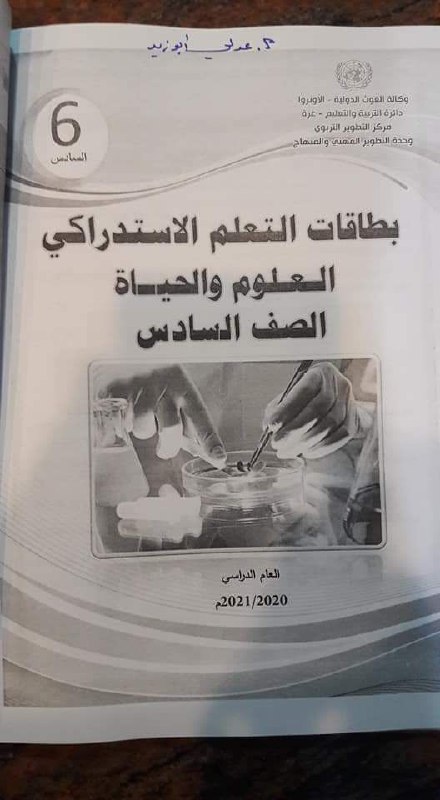 م. عدلي أبو زيد
وكالة الغوث الدولية - الأونروا
دائرة التربية والتعليم - غزة
مركز التطوير التربوي
وحدة التطوير المهني والمنهاج
6
السادس
بطاقات التعلم الاستدراكي
العلوم والحياة
الصف السادس
العام الدراسي
2021/2020م